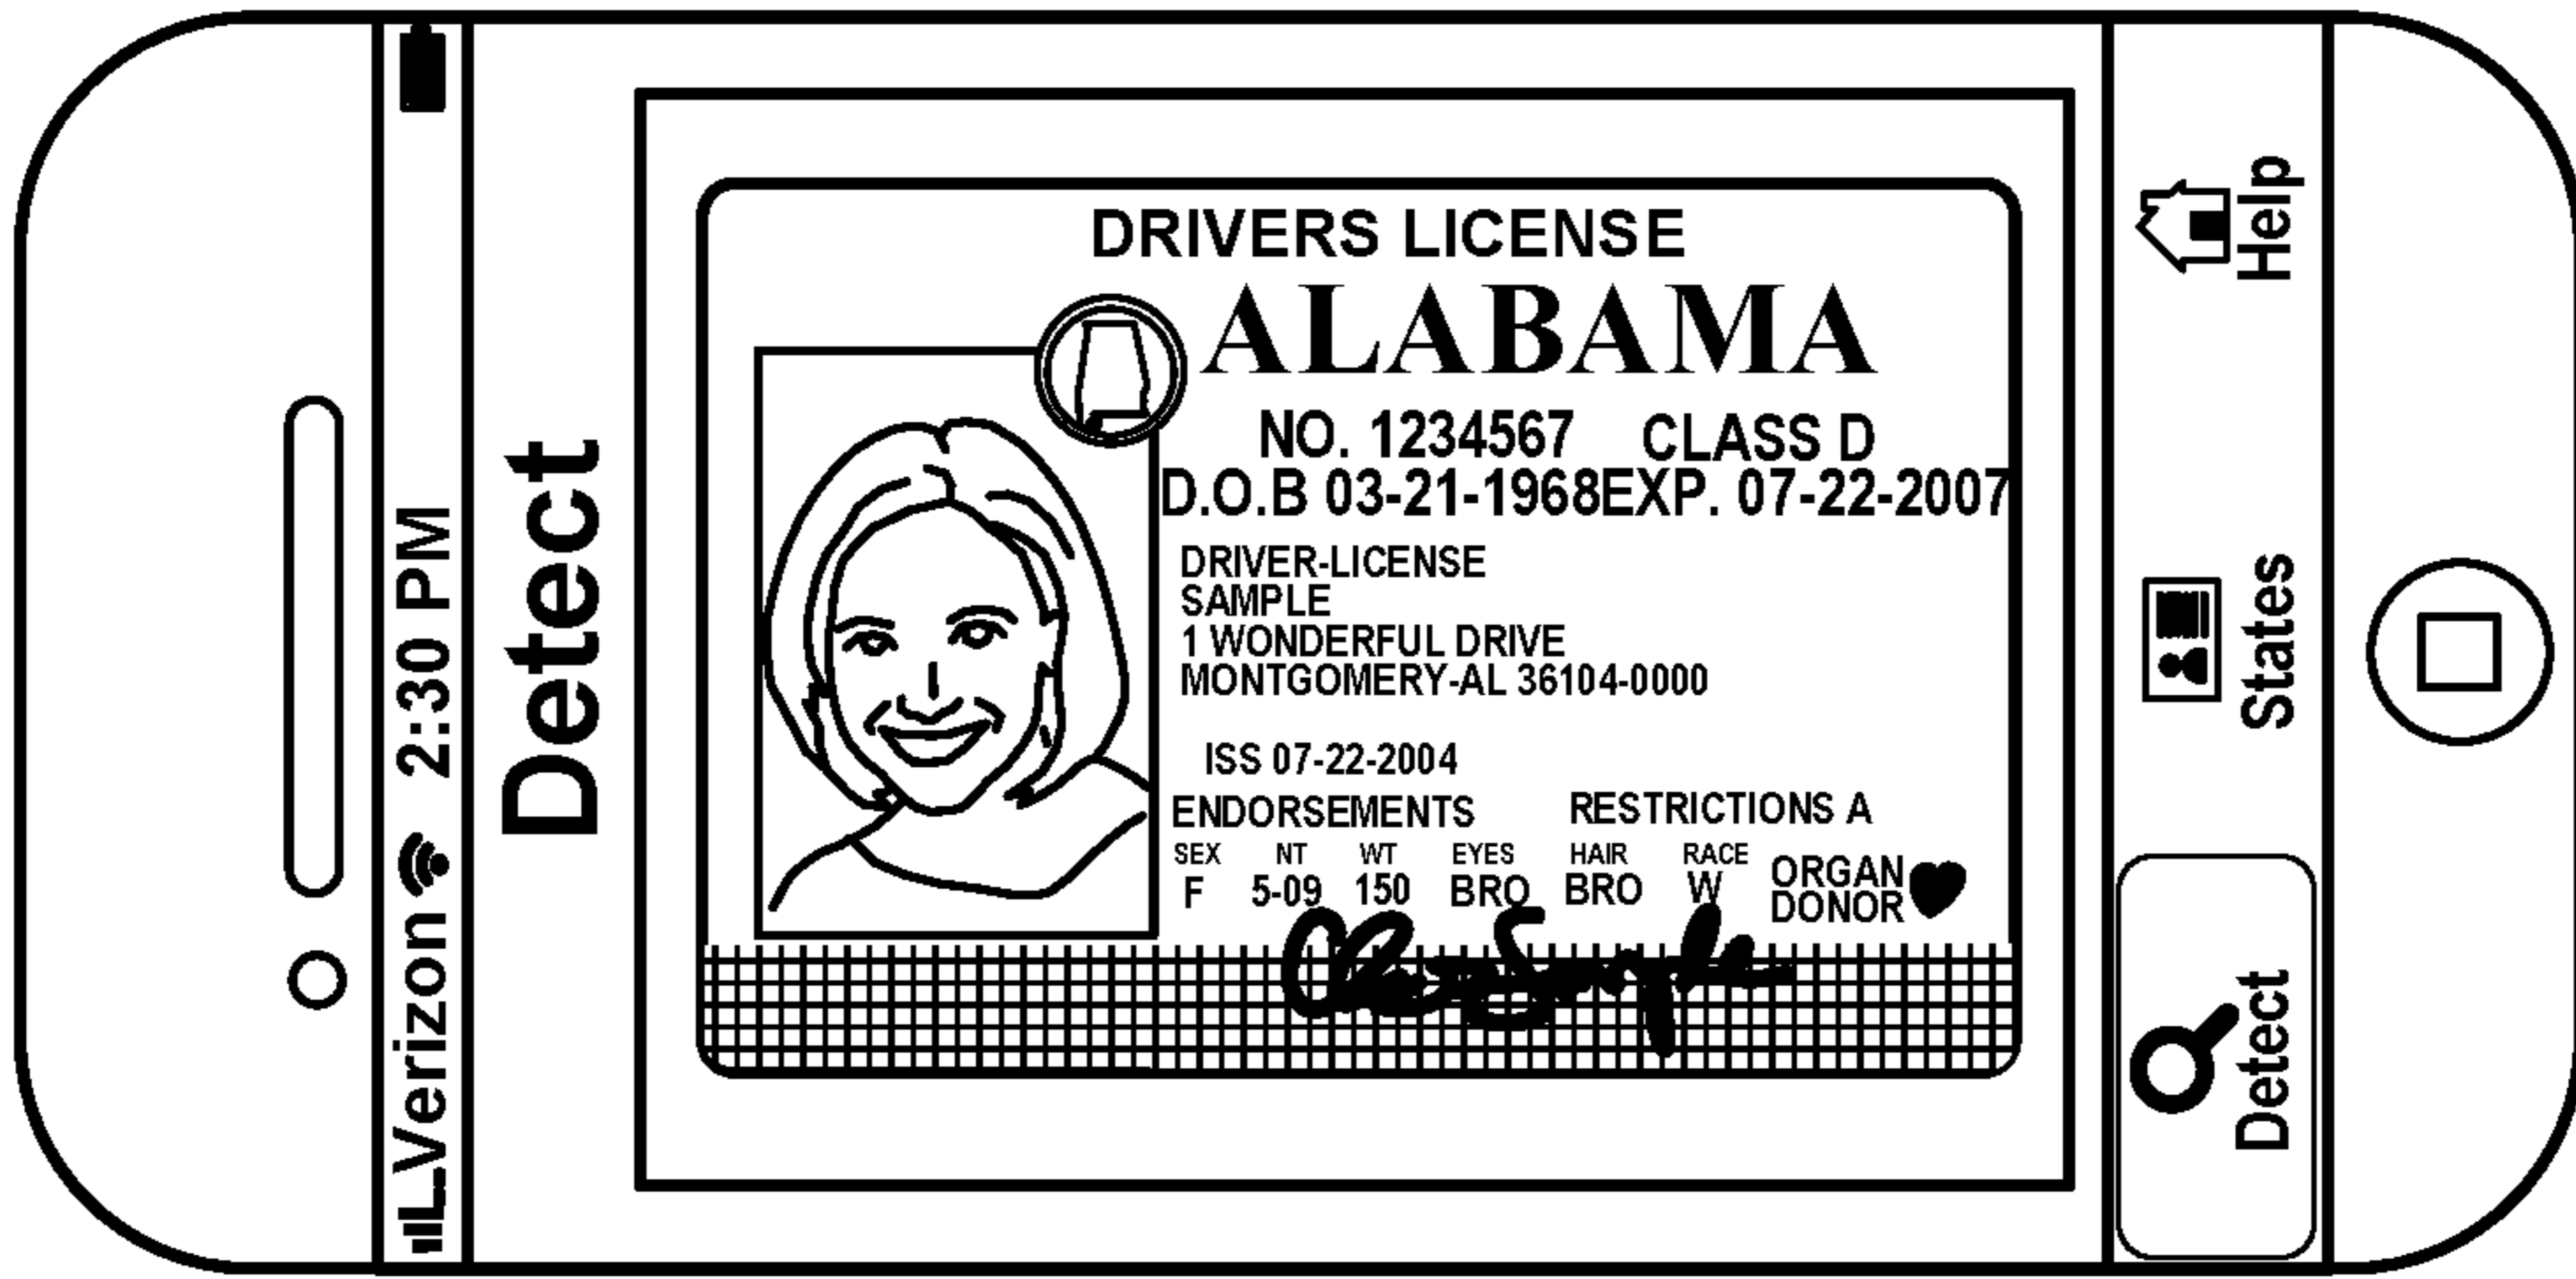 Verizon 2:30 PM
Detect
DRIVERS LICENSE
ALABAMA
NO. 1234567 CLASS D
D.O.B 03-21-1968EXP. 07-22-2007
DRIVER-LICENSE
SAMPLE
1 WONDERFUL DRIVE
MONTGOMERY-AL 36104-0000
ISS 07-22-2004
ENDORSEMENTS RESTRICTIONS A
SEX NT WT EYES HAIR RACE
F 5-09 150 BRO BRO W
ORGAN
DONOR
Detect
States
Help